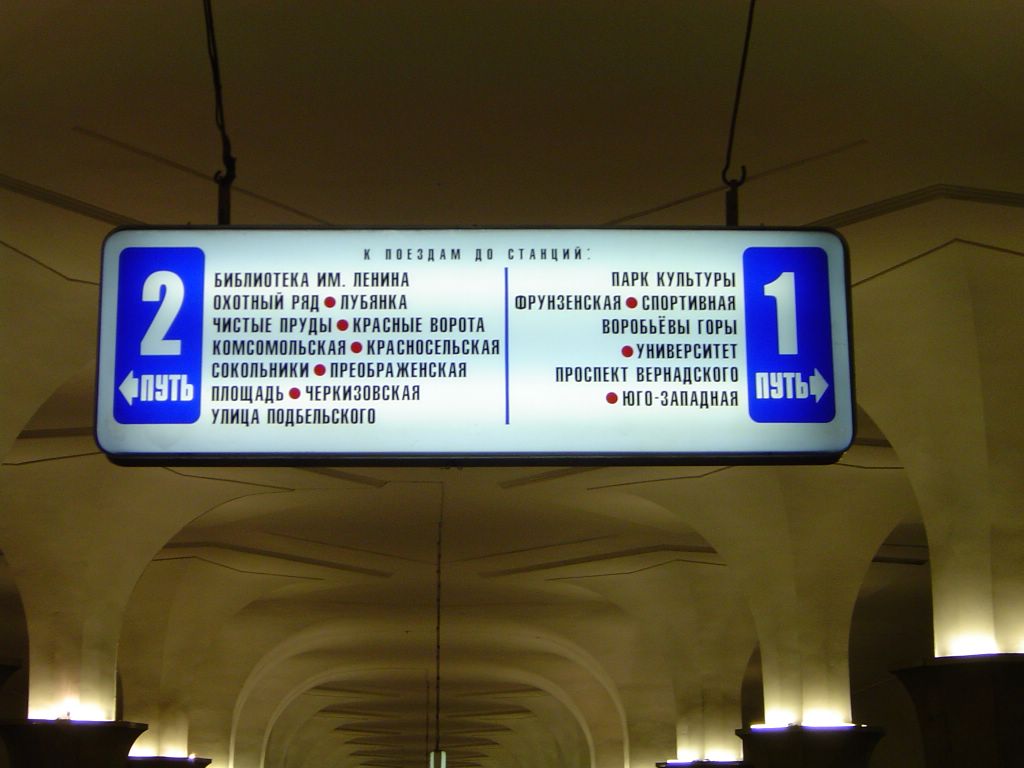 К ПОЕЗДАМ ДО СТАНЦИЙ:
2
ПУТЬ
БИБЛИОТЕКА ИМ. ЛЕНИНА
ОХОТНЫЙ РЯД ● ЛУБЯНКА
ЧИСТЫЕ ПРУДЫ ● КРАСНЫЕ ВОРОТА
КОМСОМОЛЬСКАЯ ● КРАСНОСЕЛЬСКАЯ
СОКОЛЬНИКИ ● ПРЕОБРАЖЕНСКАЯ
ПЛОЩАДЬ ● ЧЕРКИЗОВСКАЯ
УЛИЦА ПОДБЕЛЬСКОГО
ПАРК КУЛЬТУРЫ
ФРУНЗЕНСКАЯ ● СПОРТИВНАЯ
ВОРОБЬЁВЫ ГОРЫ
● УНИВЕРСИТЕТ
ПРОСПЕКТ ВЕРНАДСКОГО
● ЮГО-ЗАПАДНАЯ
1
ПУТЬ